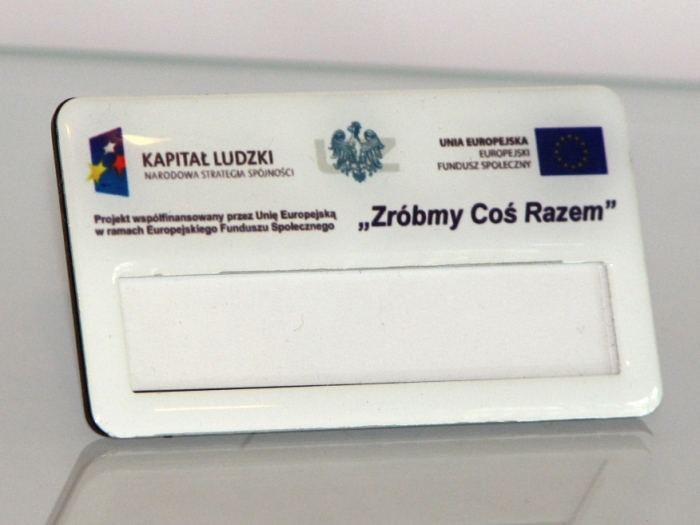 KAPITAŁ LUDZKI
NARODOWA STRATEGIA SPÓJNOŚCI
UNIA EUROPEJSKA
EUROPEJSKI
FUNDUSZ SPOŁECZNY
Projekt współfinansowany przez Unię Europejską
w ramach Europejskiego Funduszu Społecznego
„Zróbmy Coś Razem”